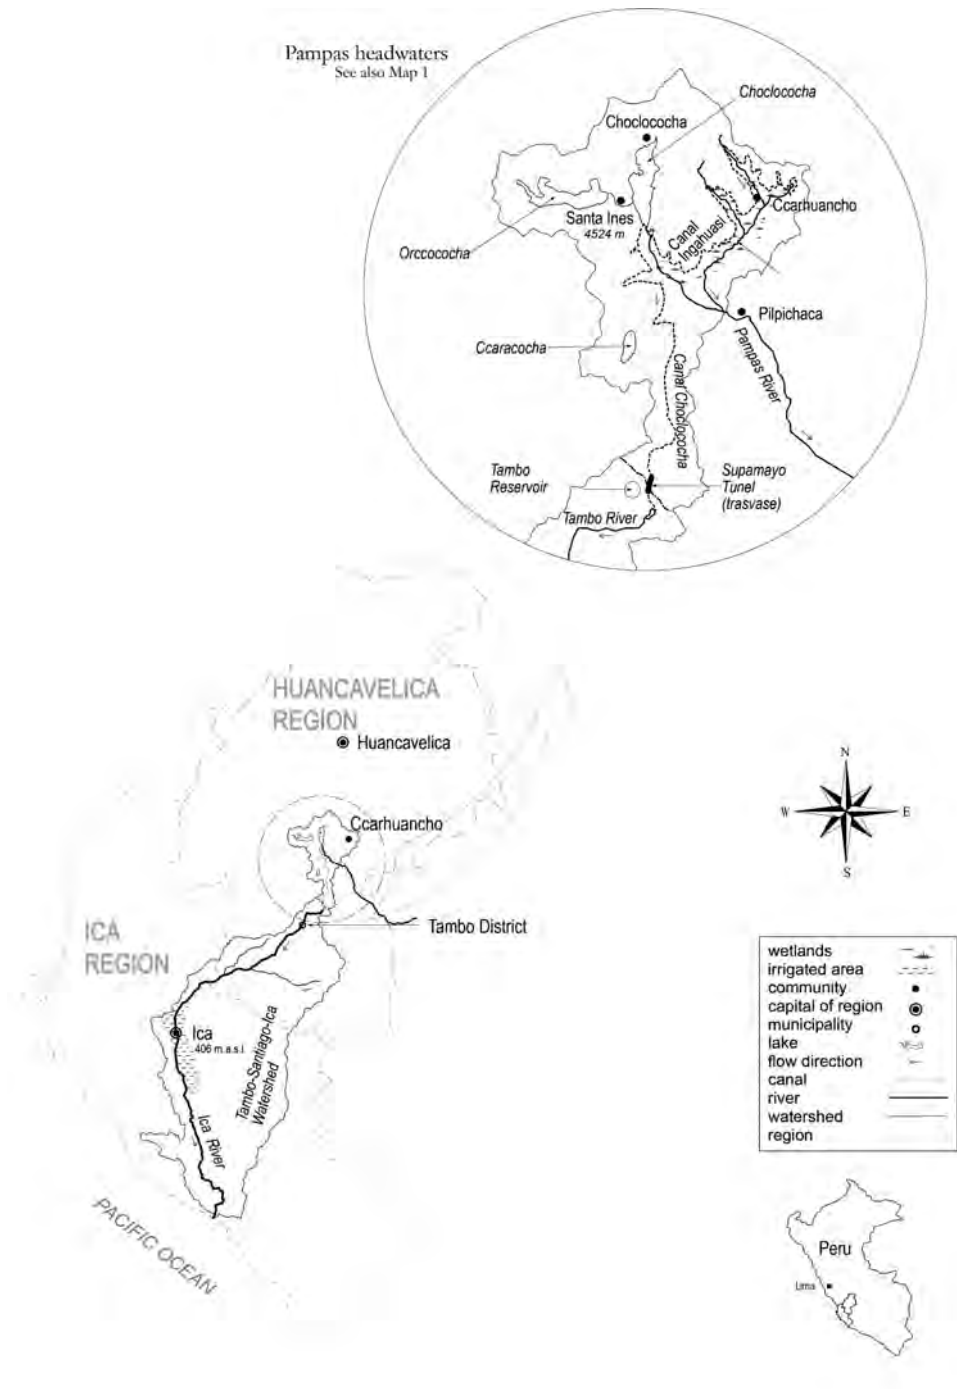 Pampas headwaters
See also Map 1
Choclococha
Choclococha
Ccarhuancho
Santa Ines
4524 m
Canal
Ingahuasi
Orccococha
Pilpichaca
Ccaracocha
Pampas River
Canal Choclococha
Tambo
Reservoir
Supamayo
Tunel
(trasvase)
Tambo River
HUANCAVELICA
REGION
Huancavelica
N
W
E
S
Ccarhuancho
Tambo District
ICA
REGION
Ica
406 m.a.s.l.
Tambo-Santiago-Ica
Watershed
Ica River
PACIFIC OCEAN
wetlands
irrigated area
community
capital of region
municipality
lake
flow direction
canal
river
watershed
region
Peru
Lima